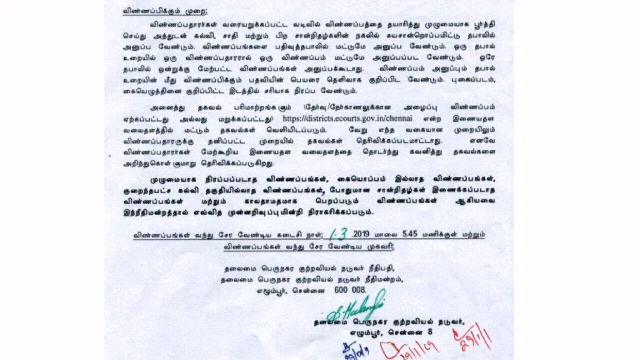 விண்ணப்பிக்கும் முறை;
விண்ணப்பதாரர்கள் வரையறுக்கப்பட்ட வடிவில் விண்ணப்பத்தை தயாரித்து முழுமையாக பூர்த்தி
செய்து அத்துடன் கல்வி, சாதி மற்றும் பிற சான்றிதழ்களின் நகலில் சுயசான்றொப்பமிட்டு தபாலில்
அனுப்ப வேண்டும். விண்ணப்பங்களை பதிவுத்தபாலில் மட்டுமே அனுப்ப வேண்டும். ஒரு தபால்
உறையில் ஒரு விண்ணப்பதாரரால் ஒரு விண்ணப்பம் மட்டுமே அனுப்பப்பட வேண்டும். ஒரே
தபாலில் ஒன்றுக்கு மேற்பட்ட விண்ணப்பங்கள் அனுப்பக்கூடாது. விண்ணப்பம் அனுப்பும் தபால்
உறையின் மீது விண்ணப்பிக்கும் பதவியின் பெயரை தெளிவாக குறிப்பிட வேண்டும். புகைப்படம்,
கையெழுத்தினை குறிப்பிட்ட இடத்தில் சரியாக நிரப்ப வேண்டும்.
அனைத்து தகவல் பரிமாற்றங்களும் (தேர்வு/நேர்காணலுக்கான அழைப்பு விண்ணப்பம்
ஏற்கப்பட்டது அல்லது மறுக்கப்பட்டது) https://districts.ecourts.gov.in/chennai என்ற இணையதள
வலைதளத்தில் மட்டும் தகவல்கள் வெளியிடப்படும். வேறு எந்த வகையான முறையிலும்
விண்ணப்பதாரருக்கு தனிப்பட்ட முறையில் தகவல்கள் தெரிவிக்கப்படமாட்டாது. எனவே
விண்ணப்பதாரர்கள் மேற்கூறிய இணையதள வலைதளத்தை தொடர்ந்து கவனித்து தகவல்களை
அறிந்துகொள்ளுமாறு தெரிவிக்கப்படுகிறது.
முழுமையாக நிரப்பப்படாத விண்ணப்பங்கள், கையொப்பம் இல்லாத விண்ணப்பங்கள்,
குறைந்தபட்ச கல்வி தகுதியில்லாத விண்ணப்பங்கள், போதுமான சான்றிதழ்கள் இணைக்கப்படாத
விண்ணப்பங்கள் மற்றும் காலதாமதமாக பெறப்படும் விண்ணப்பங்கள் ஆகியவை
இந்நீதிமன்றத்தால் எவ்வித முன்னறிவுப்புமின்றி நிராகரிக்கப்படும்.
விண்ணப்பங்கள் வந்து சேர வேண்டிய கடைசி நாள்; 1.3.2019 மாலை 5.45 மணிக்குள் மற்றும்
விண்ணப்பங்கள் வந்து சேர வேண்டிய முகவரி;
தலைமை பெருநகர குற்றவியல் நடுவர் நீதிபதி,
தலைமை பெருநகர குற்றவியல் நடுவர் நீதிமன்றம்,
எழும்பூர், சென்னை 600 008.
தலைமை பெருநகர குற்றவியல் நடுவர்,
எழும்பூர், சென்னை 8